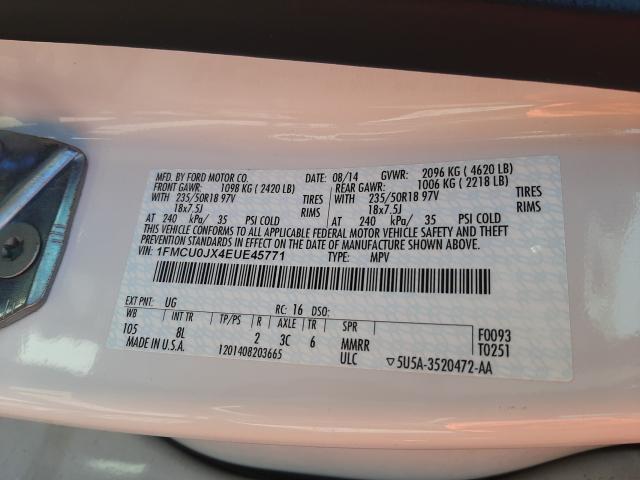 MFD. BY FORD MOTOR CO.
DATE: 08/14 GVWR: 2096 KG ( 4620 LB)
FRONT GAWR: 1098 KG ( 2420 LB) REAR GAWR: 1006 KG ( 2218 LB)
WITH 235/50R18 97V TIRES WITH 235/50R18 97V TIRES
18x7.5J RIMS 18x7.5J RIMS
AT 240 kPa/ 35 PSI COLD AT 240 kPa/ 35 PSI COLD
THIS VEHICLE CONFORMS TO ALL APPLICABLE FEDERAL MOTOR VEHICLE SAFETY AND THEFT
PREVENTION STANDARDS IN EFFECT ON THE DATE OF MANUFACTURE SHOWN ABOVE.
VIN: 1FMCU0JX4EUE45771 TYPE: MPV
EXT PNT: UG RC: 16 DSO:
WB INT TR TP/PS R AXLE TR SPR F0093
105 8L 2 3C 6 MMRR T0251
MADE IN U.S.A. 1201408203665 ULC ▽5U5A-3520472-AA